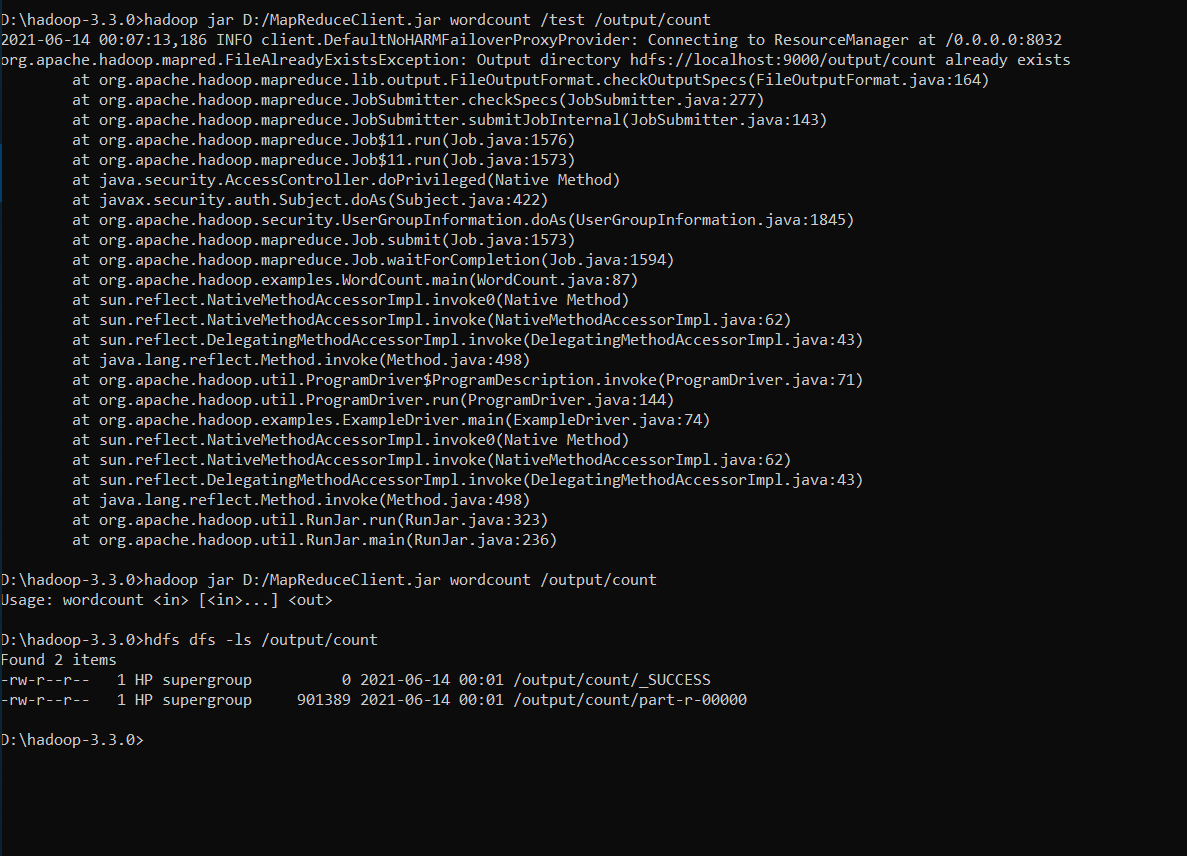 D:\hadoop-3.3.0>hadoop jar D:/MapReduceClient.jar wordcount /test /output/count
2021-06-14 00:07:13,186 INFO client.DefaultNoHARMFailoverProxyProvider: Connecting to ResourceManager at /0.0.0.0:8032
org.apache.hadoop.mapred.FileAlreadyExistsException: Output directory hdfs://localhost:9000/output/count already exists
        at org.apache.hadoop.mapreduce.lib.output.FileOutputFormat.checkOutputSpecs(FileOutputFormat.java:164)
        at org.apache.hadoop.mapreduce.JobSubmitter.checkSpecs(JobSubmitter.java:277)
        at org.apache.hadoop.mapreduce.JobSubmitter.submitJobInternal(JobSubmitter.java:143)
        at org.apache.hadoop.mapreduce.Job$11.run(Job.java:1576)
        at org.apache.hadoop.mapreduce.Job$11.run(Job.java:1573)
        at java.security.AccessController.doPrivileged(Native Method)
        at javax.security.auth.Subject.doAs(Subject.java:422)
        at org.apache.hadoop.security.UserGroupInformation.doAs(UserGroupInformation.java:1845)
        at org.apache.hadoop.mapreduce.Job.submit(Job.java:1573)
        at org.apache.hadoop.mapreduce.Job.waitForCompletion(Job.java:1594)
        at org.apache.hadoop.examples.WordCount.main(WordCount.java:87)
        at sun.reflect.NativeMethodAccessorImpl.invoke0(Native Method)
        at sun.reflect.NativeMethodAccessorImpl.invoke(NativeMethodAccessorImpl.java:62)
        at sun.reflect.DelegatingMethodAccessorImpl.invoke(DelegatingMethodAccessorImpl.java:43)
        at java.lang.reflect.Method.invoke(Method.java:498)
        at org.apache.hadoop.util.ProgramDriver$ProgramDescription.invoke(ProgramDriver.java:71)
        at org.apache.hadoop.util.ProgramDriver.run(ProgramDriver.java:144)
        at org.apache.hadoop.examples.ExampleDriver.main(ExampleDriver.java:74)
        at sun.reflect.NativeMethodAccessorImpl.invoke0(Native Method)
        at sun.reflect.NativeMethodAccessorImpl.invoke(NativeMethodAccessorImpl.java:62)
        at sun.reflect.DelegatingMethodAccessorImpl.invoke(DelegatingMethodAccessorImpl.java:43)
        at java.lang.reflect.Method.invoke(Method.java:498)
        at org.apache.hadoop.util.RunJar.run(RunJar.java:323)
        at org.apache.hadoop.util.RunJar.main(RunJar.java:236)
D:\hadoop-3.3.0>hadoop jar D:/MapReduceClient.jar wordcount /output/count
Usage: wordcount <in> [<in>...] <out>
D:\hadoop-3.3.0>hdfs dfs -ls /output/count
Found 2 items
-rw-r--r--   1 HP supergroup          0 2021-06-14 00:01 /output/count/_SUCCESS
-rw-r--r--   1 HP supergroup     901389 2021-06-14 00:01 /output/count/part-r-00000
D:\hadoop-3.3.0>